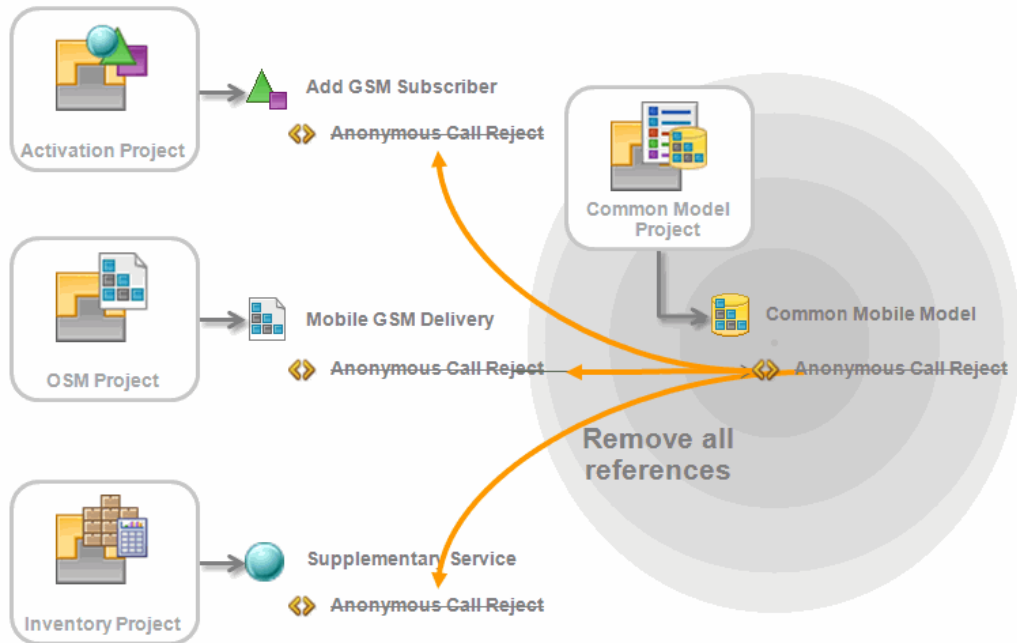 Activation Project
Add GSM Subscriber
Anonymous Call Reject
Common Model
Project
OSM Project
Mobile GSM Delivery
Anonymous Call Reject
Common Mobile Model
Anonymous Call Reject
Remove all
references
Inventory Project
Supplementary Service
Anonymous Call Reject